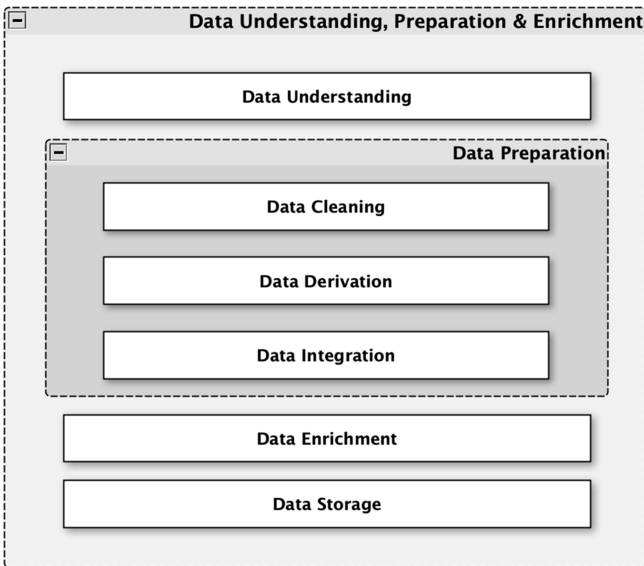 Data Understanding, Preparation & Enrichment
Data Understanding
Data Preparation
Data Cleaning
Data Derivation
Data Integration
Data Enrichment
Data Storage